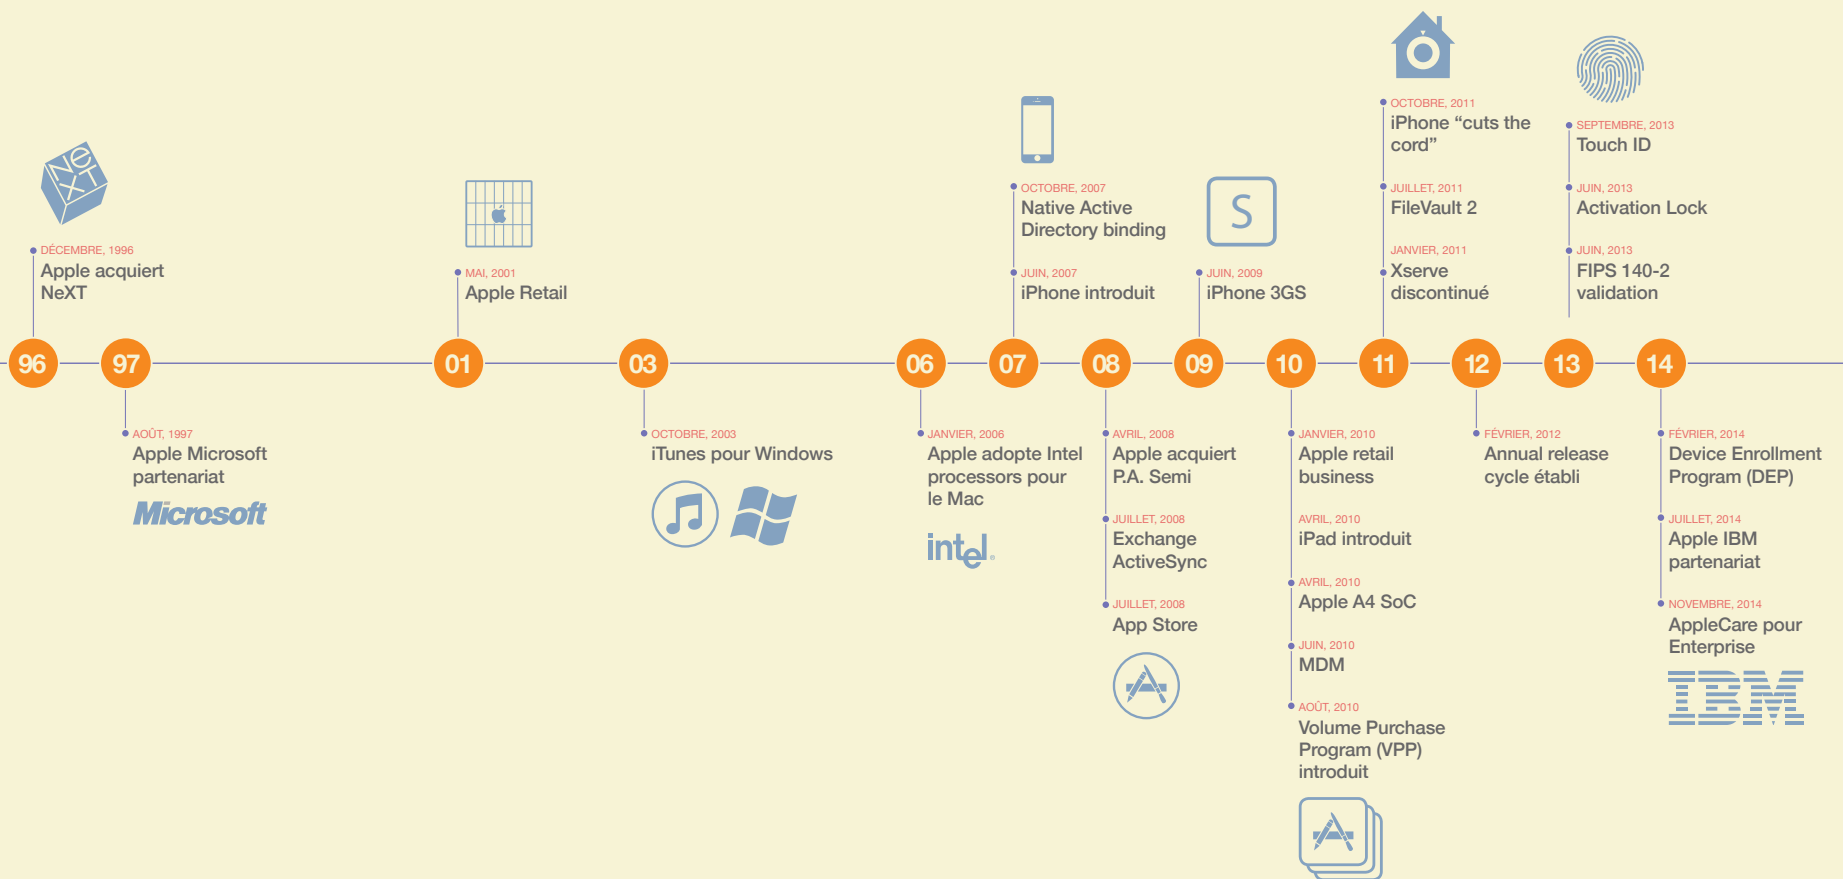 NeXT
DÉCEMBRE, 1996
Apple acquiert
NeXT
96
97
AOÛT, 1997
Apple Microsoft
partenariat
Microsoft
MAI, 2001
Apple Retail
01
03
OCTOBRE, 2003
iTunes pour Windows
06
JANVIER, 2006
Apple adopte Intel
processors pour
le Mac
intel®
OCTOBRE, 2007
Native Active
Directory binding
JUIN, 2007
iPhone introduit
07
08
AVRIL, 2008
Apple acquiert
P.A. Semi
JUILLET, 2008
Exchange
ActiveSync
JUILLET, 2008
App Store
S
JUIN, 2009
iPhone 3GS
09
10
JANVIER, 2010
Apple retail
business
AVRIL, 2010
iPad introduit
AVRIL, 2010
Apple A4 SoC
JUIN, 2010
MDM
AOÛT, 2010
Volume Purchase
Program (VPP)
introduit
OCTOBRE, 2011
iPhone “cuts the
cord”
JUILLET, 2011
FileVault 2
JANVIER, 2011
Xserve
discontinué
11
12
FÉVRIER, 2012
Annual release
cycle établi
SEPTEMBRE, 2013
Touch ID
JUIN, 2013
Activation Lock
JUIN, 2013
FIPS 140-2
validation
13
14
FÉVRIER, 2014
Device Enrollment
Program (DEP)
JUILLET, 2014
Apple IBM
partenariat
NOVEMBRE, 2014
AppleCare pour
Enterprise
IBM